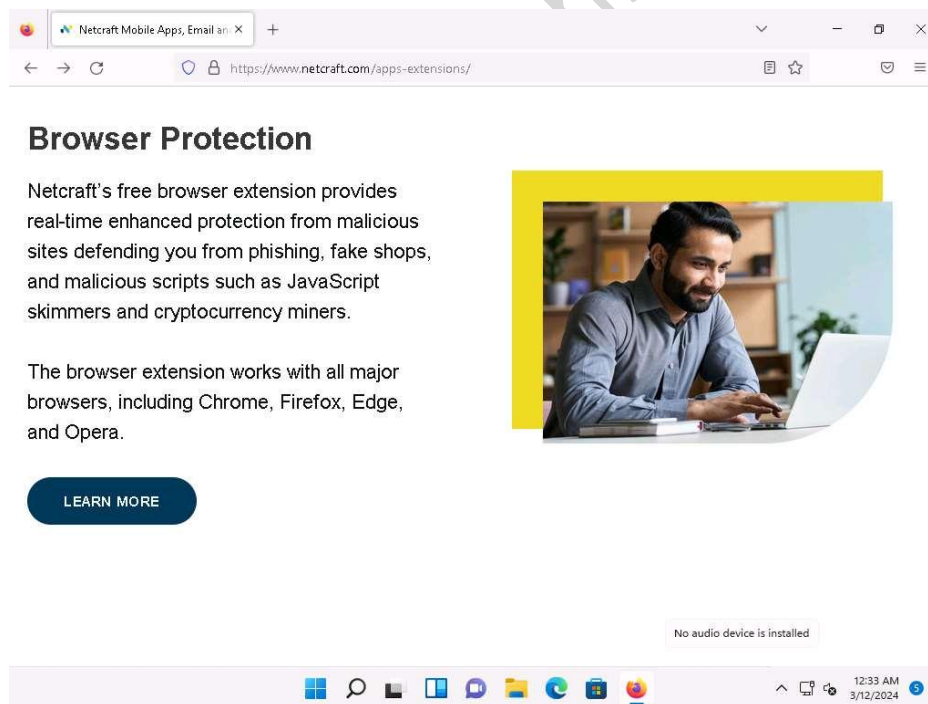 Netcraft Mobile Apps, Email an
https://www.netcraft.com/apps-extensions/
Browser Protection
Netcraft's free browser extension provides
real-time enhanced protection from malicious
sites defending you from phishing, fake shops,
and malicious scripts such as JavaScript
skimmers and cryptocurrency miners.
The browser extension works with all major
browsers, including Chrome, Firefox, Edge,
and Opera.
LEARN MORE
No audio device is installed
12:33 AM
3/12/2024
5